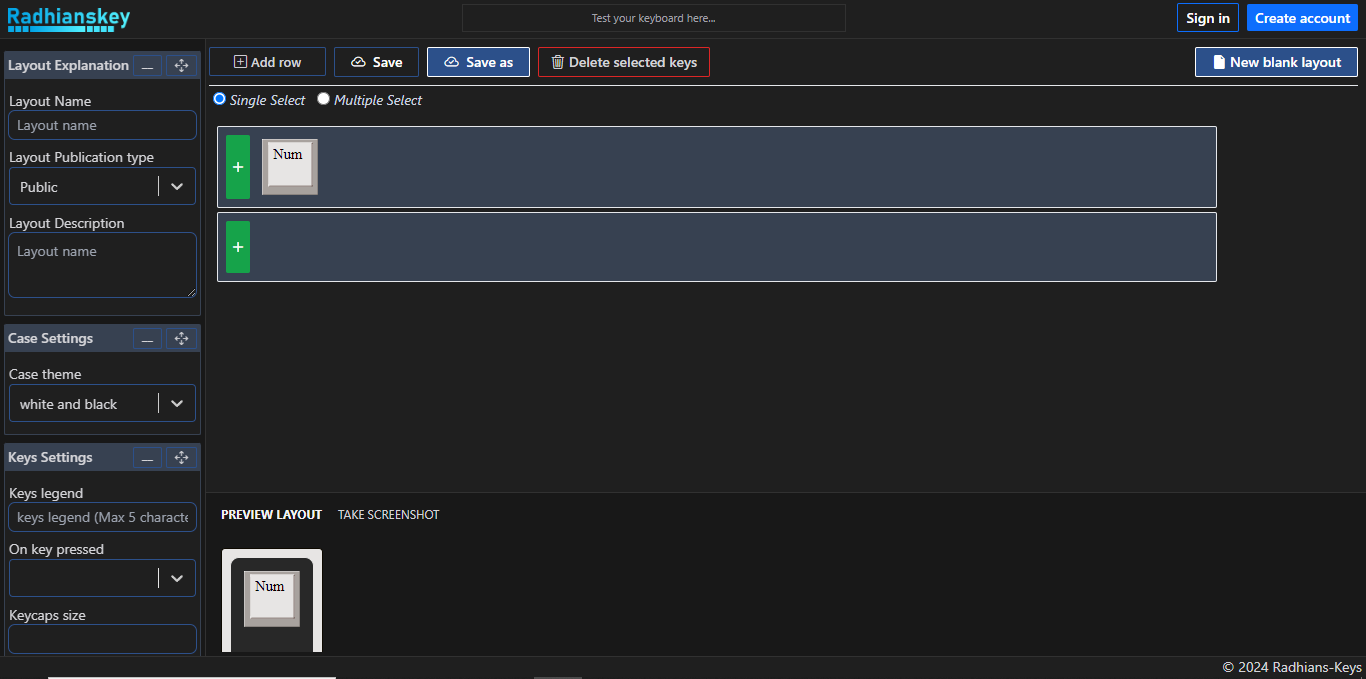 Radhianskey
Test your keyboard here...
Sign in
Create account
Layout Explanation
Layout Name
Layout name
Layout Publication type
Public
Layout Description
Layout name
Case Settings
Case theme
white and black
Keys Settings
Keys legend
keys legend (Max 5 characte
On key pressed
Keycaps size
Add row
Save
Save as
Delete selected keys
New blank layout
Single Select
Multiple Select
+
Num
+
PREVIEW LAYOUT
TAKE SCREENSHOT
Num
© 2024 Radhians-Keys